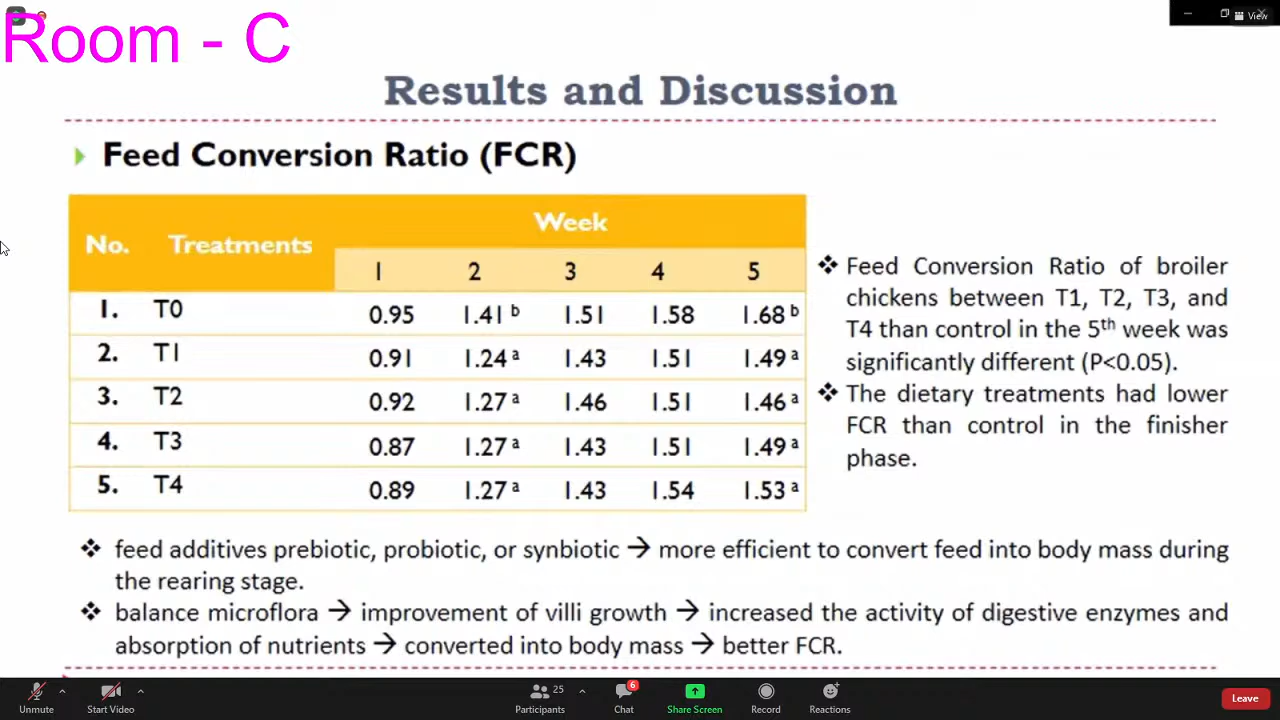 Room - C
View
Results and Discussion
Feed Conversion Ratio (FCR)
No. Treatments Week
1 2 3 4 5
1. T0 0.95 1.41 b 1.51 1.58 1.68 b
2. T1 0.91 1.24 a 1.43 1.51 1.49 a
3. T2 0.92 1.27 a 1.46 1.51 1.46 a
4. T3 0.87 1.27 a 1.43 1.51 1.49 a
5. T4 0.89 1.27 a 1.43 1.54 1.53 a
❖ Feed Conversion Ratio of broiler
chickens between T1, T2, T3, and
T4 than control in the 5th week was
significantly different (P<0.05).
❖ The dietary treatments had lower
FCR than control in the finisher
phase.
❖ feed additives prebiotic, probiotic, or synbiotic → more efficient to convert feed into body mass during
the rearing stage.
❖ balance microflora → improvement of villi growth → increased the activity of digestive enzymes and
absorption of nutrients → converted into body mass → better FCR.
25
6
Unmute Start Video Participants Chat Share Screen Record Reactions Leave